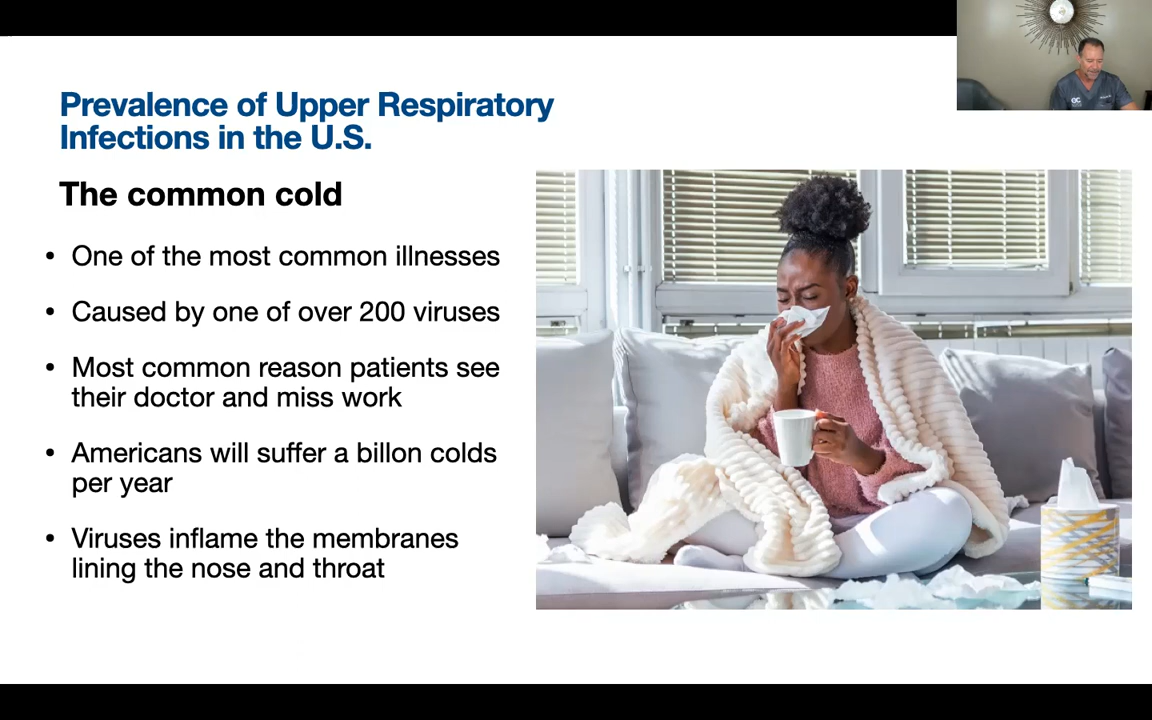 Prevalence of Upper Respiratory
Infections in the U.S.
The common cold
• One of the most common illnesses
• Caused by one of over 200 viruses
• Most common reason patients see
their doctor and miss work
• Americans will suffer a billon colds
per year
• Viruses inflame the membranes
lining the nose and throat